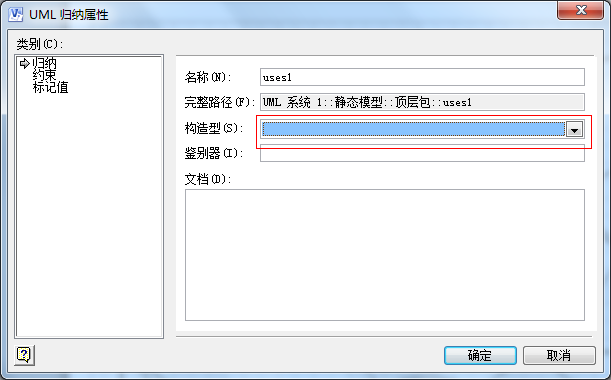 UML 归纳属性
类别(C):
归纳
约束
标记值
名称(N): uses1
完整路径(F): UML 系统 1::静态模型::顶层包::uses1
构造型(S):
鉴别器(I):
文档(D):
确定 取消